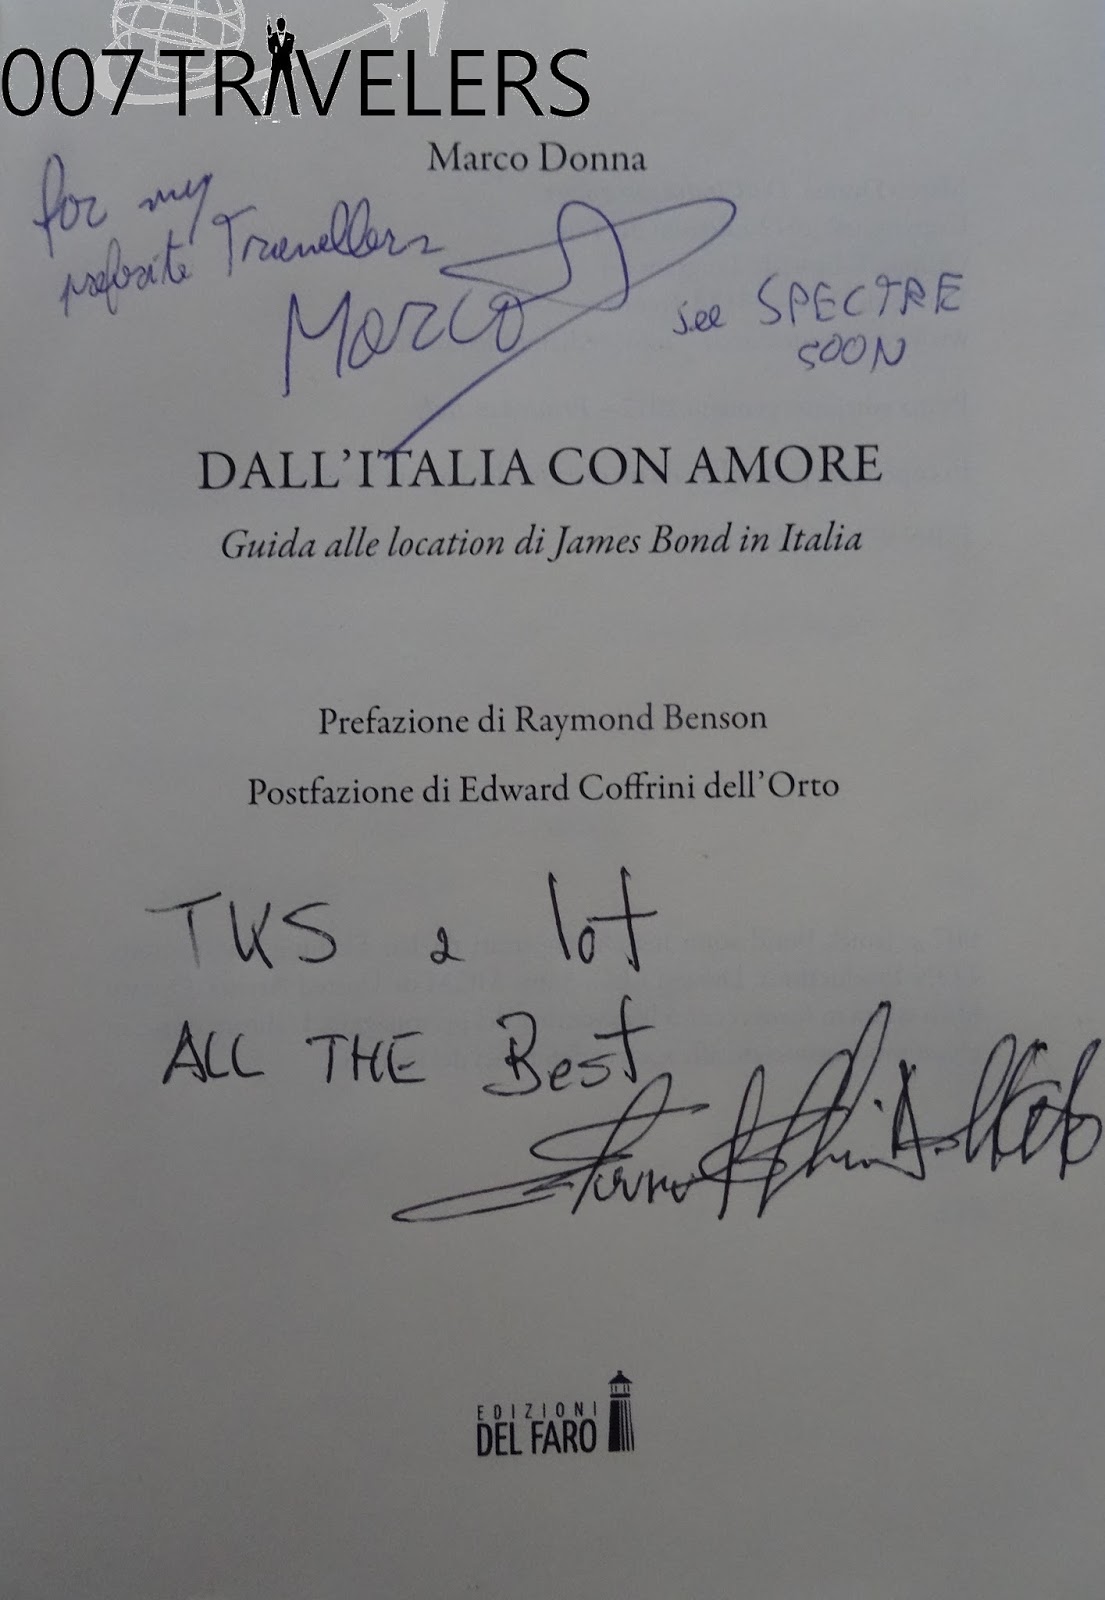 007 TRAVELERS
Marco Donna
for my
preforite Travellers
Marco
see SPECTRE
SOON
DALL'ITALIA CON AMORE
Guida alle location di James Bond in Italia
Prefazione di Raymond Benson
Postfazione di Edward Coffrini dell'Orto
TKS a lot
ALL THE Best
EDIZIONI
DEL FARO